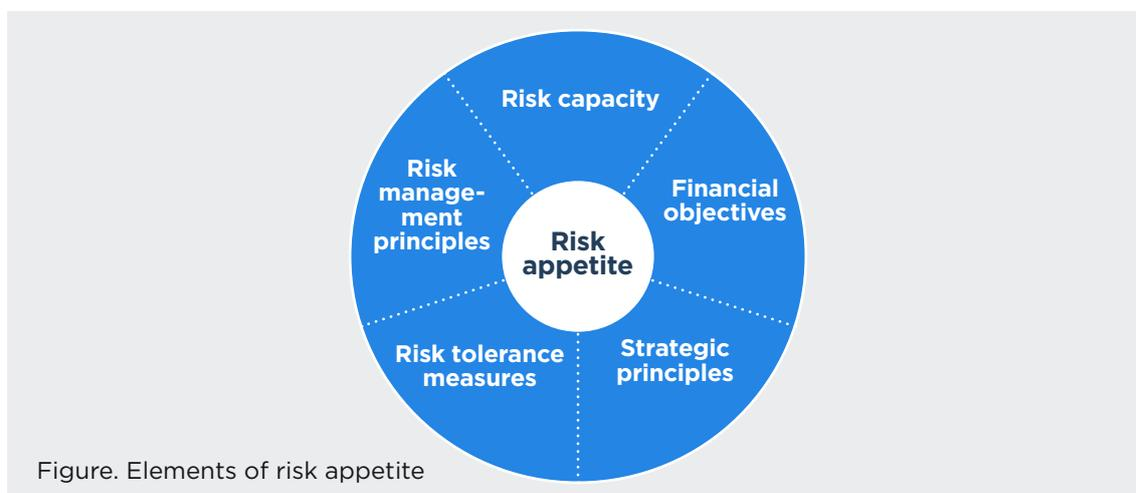 Risk capacity
Risk
manage-
ment
principles
Financial
objectives
Risk
appetite
Risk tolerance
measures
Strategic
principles
Figure. Elements of risk appetite